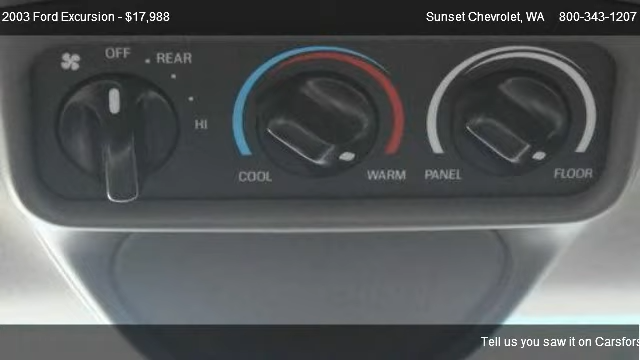 2003 Ford Excursion - $17,988
Sunset Chevrolet, WA 800-343-1207
OFF
REAR
HI
COOL
WARM
PANEL
FLOOR
Tell us you saw it on Carsfor